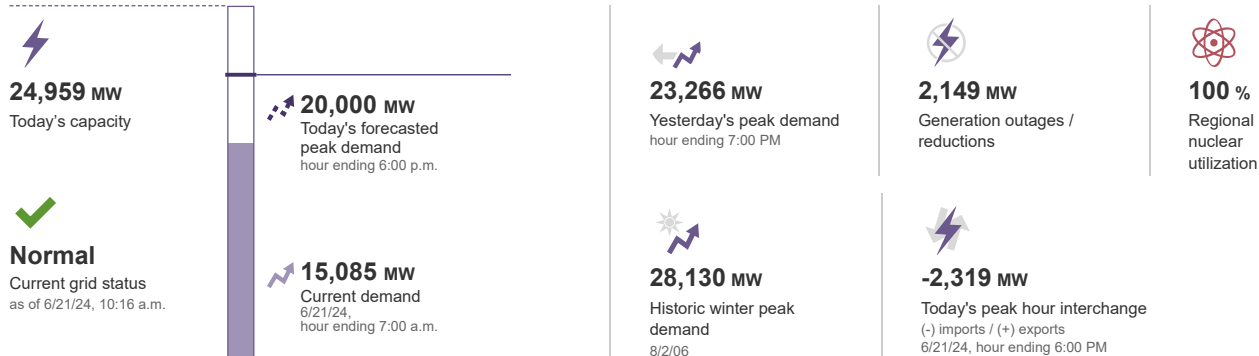 24,959 MW
Today's capacity
Normal
Current grid status
as of 6/21/24, 10:16 a.m.
20,000 MW
Today's forecasted
peak demand
hour ending 6:00 p.m.
15,085 MW
Current demand
6/21/24,
hour ending 7:00 a.m.
23,266 MW
Yesterday's peak demand
hour ending 7:00 PM
2,149 MW
Generation outages /
reductions
100 %
Regional
nuclear
utilization
28,130 MW
Historic winter peak
demand
8/2/06
-2,319 MW
Today's peak hour interchange
(-) imports / (+) exports
6/21/24, hour ending 6:00 PM